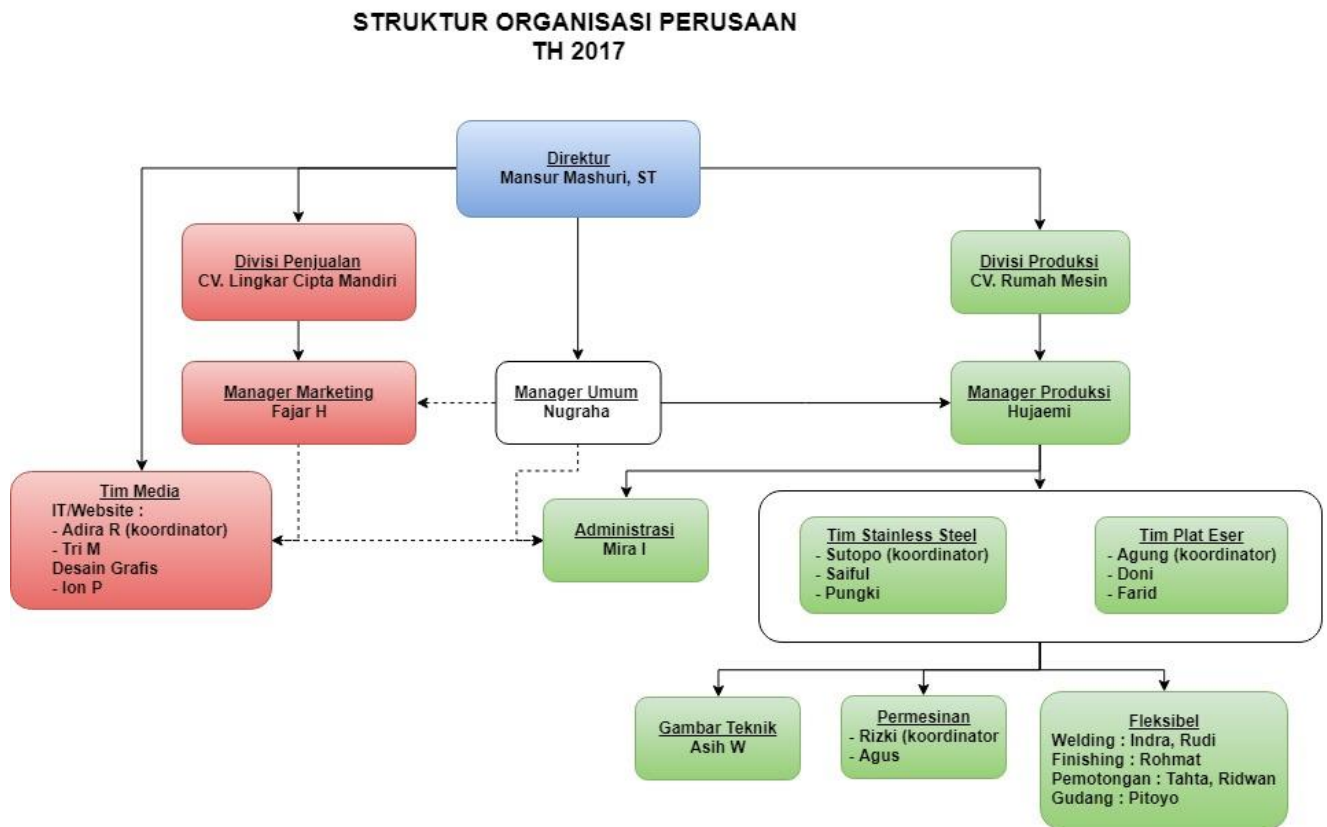 STRUKTUR ORGANISASI PERUSAAN
TH 2017
Direktur
Mansur Mashuri, ST
Divisi Penjualan
CV. Lingkar Cipta Mandiri
Divisi Produksi
CV. Rumah Mesin
Manager Marketing
Fajar H
Manager Umum
Nugraha
Manager Produksi
Hujaemi
Tim Media
IT/Website :
- Adira R (koordinator)
- Tri M
Desain Grafis
- Ion P
Administrasi
Mira I
Tim Stainless Steel
- Sutopo (koordinator)
- Saiful
- Pungki
Tim Plat Eser
- Agung (koordinator)
- Doni
- Farid
Gambar Teknik
Asih W
Permesinan
- Rizki (koordinator
- Agus
Fleksibel
Welding : Indra, Rudi
Finishing : Rohmat
Pemotongan : Tahta, Ridwan
Gudang : Pitoyo